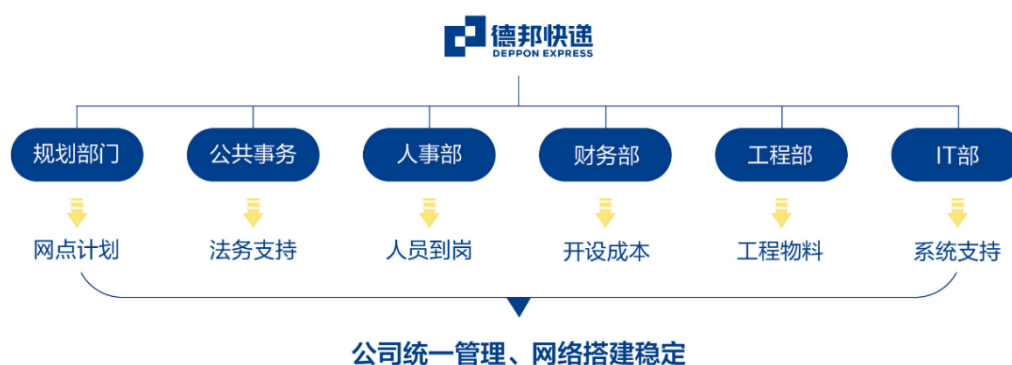 德邦快递
DEPPON EXPRESS
规划部门 公共事务 人事部 财务部 工程部 IT部
网点计划 法务支持 人员到岗 开设成本 工程物料 系统支持
公司统一管理、网络搭建稳定